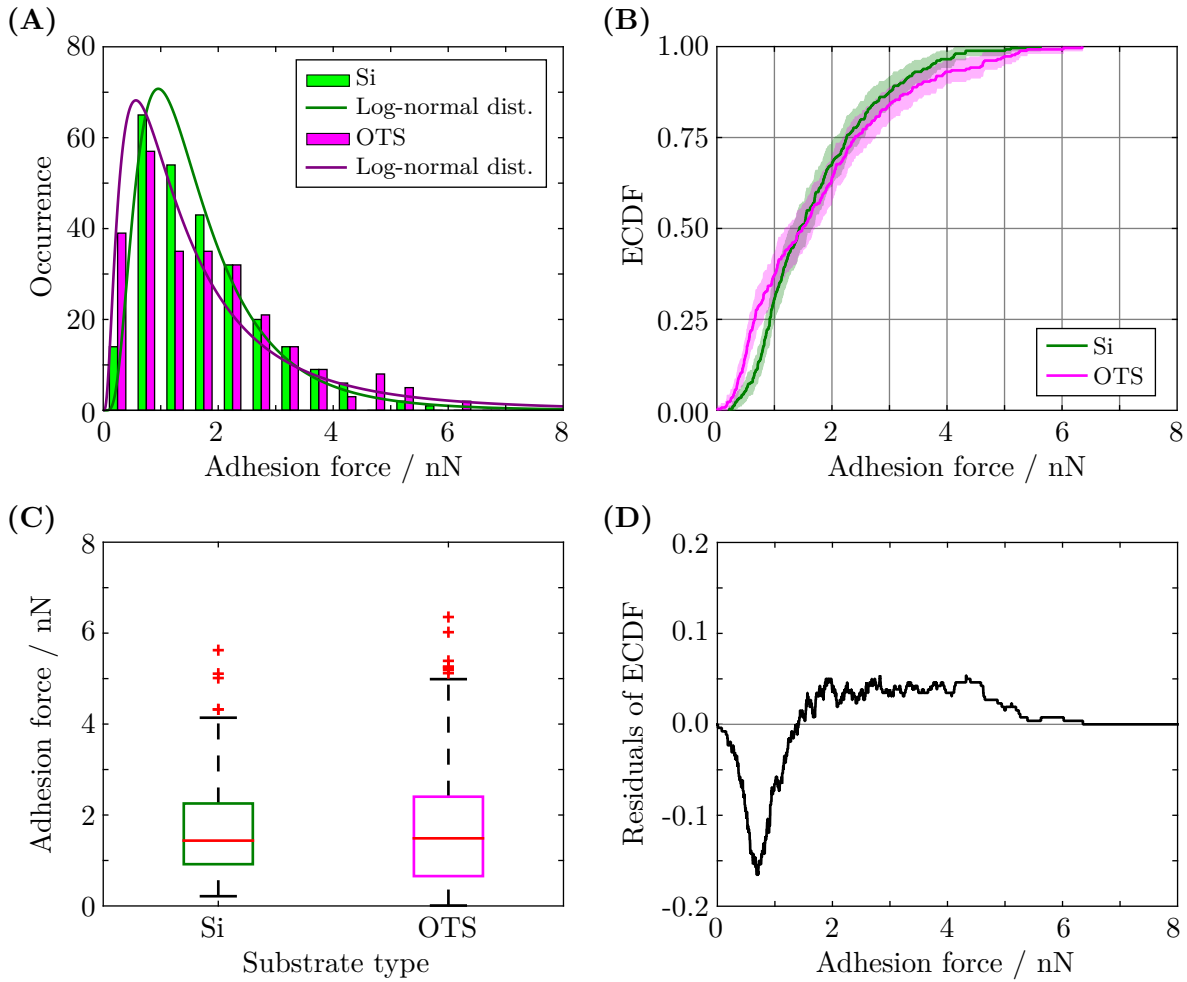 (A)
80
60
40
20
0
Occurrence
0 2 4 6 8
Adhesion force / nN
Si
Log-normal dist.
OTS
Log-normal dist.
(B)
1.00
0.75
0.50
0.25
0.00
ECDF
0 2 4 6 8
Adhesion force / nN
Si
OTS
(C)
8
6
4
2
0
Adhesion force / nN
Si OTS
Substrate type
(D)
0.2
0.1
0.0
-0.1
-0.2
Residuals of ECDF
0 2 4 6 8
Adhesion force / nN